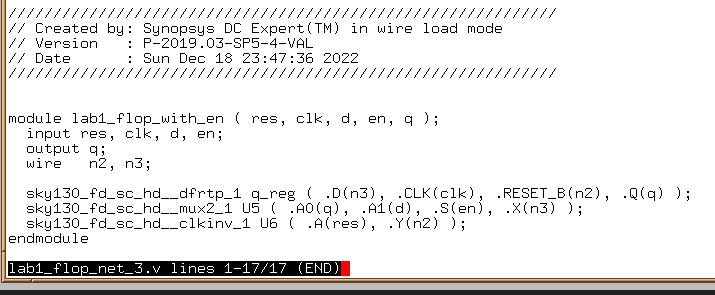 /////////////////////////////////////////////////////////////
// Created by: Synopsys DC Expert(TM) in wire load mode
// Version   : P-2019.03-SP5-4-VAL
// Date      : Sun Dec 18 23:47:36 2022
/////////////////////////////////////////////////////////////
module lab1_flop_with_en ( res, clk, d, en, q );
  input res, clk, d, en;
  output q;
  wire   n2, n3;
  sky130_fd_sc_hd__dfrtp_1 q_reg ( .D(n3), .CLK(clk), .RESET_B(n2), .Q(q) );
  sky130_fd_sc_hd__mux2_1 U5 ( .A0(q), .A1(d), .S(en), .X(n3) );
  sky130_fd_sc_hd__clkinv_1 U6 ( .A(res), .Y(n2) );
endmodule
lab1_flop_net_3.v lines 1-17/17 (END)